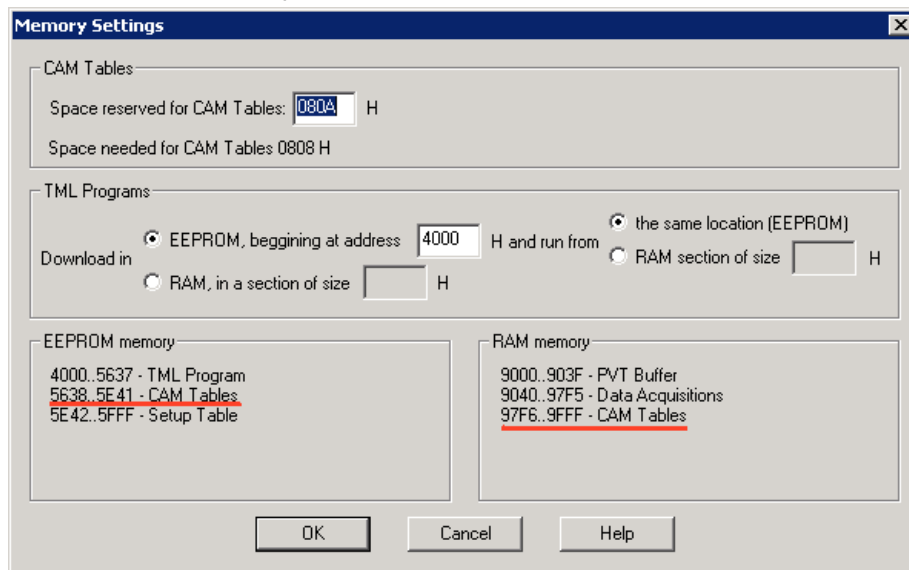 Memory Settings
CAM Tables
Space reserved for CAM Tables: 080A H
Space needed for CAM Tables 0808 H
TML Programs
Download in
EEPROM, beggining at address 4000 H and run from
the same location (EEPROM)
RAM, in a section of size H
RAM section of size H
EEPROM memory
4000..5637 - TML Program
5638..5E41 - CAM Tables
5E42..5FFF - Setup Table
RAM memory
9000..903F - PVT Buffer
9040..97F5 - Data Acquisitions
97F6..9FFF - CAM Tables
OK Cancel Help